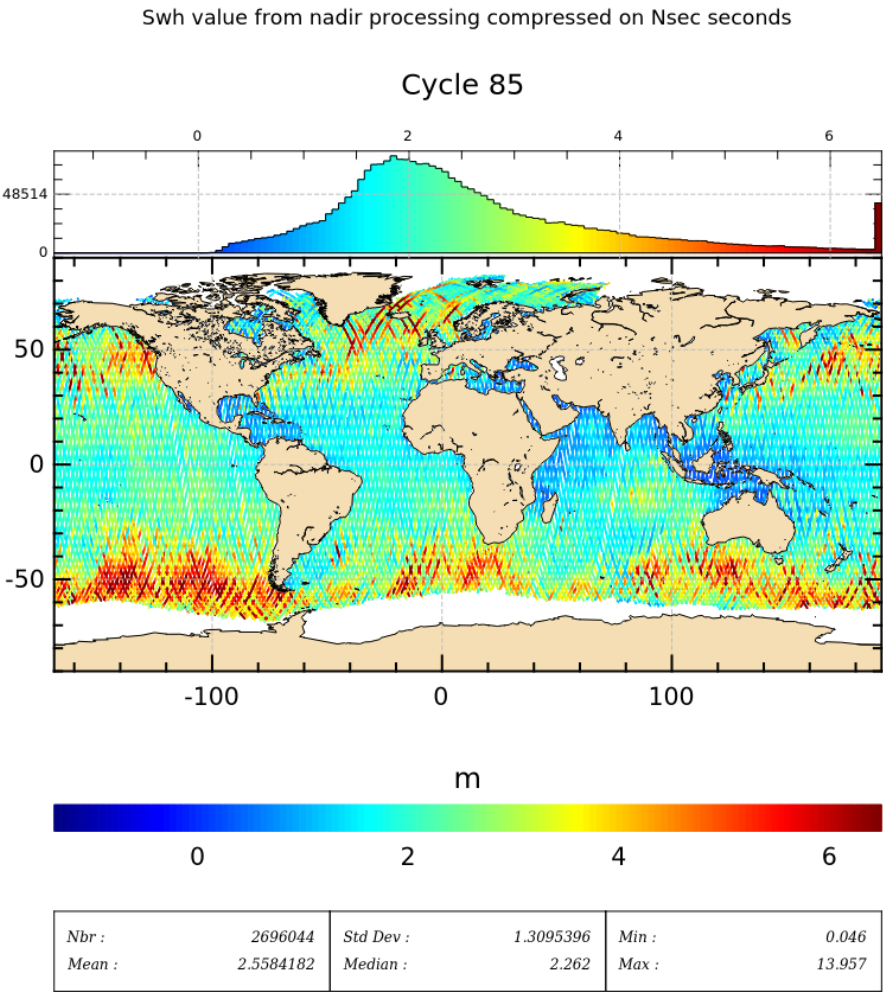 Swh value from nadir processing compressed on Nsec seconds
Cycle 85
0 2 4 6
48514
0
50
0
-50
-100 0 100
m
0 2 4 6
Nbr : 2696044 Std Dev : 1.3095396 Min : 0.046
Mean : 2.5584182 Median : 2.262 Max : 13.957